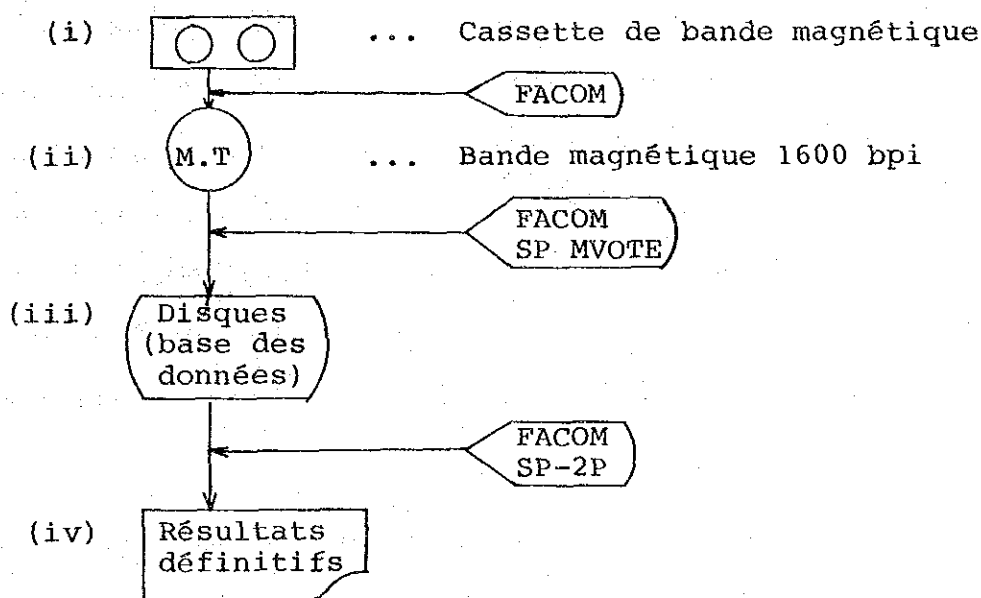 (i) ... Cassette de bande magnétique
FACOM
(ii) M.T ... Bande magnétique 1600 bpi
FACOM
SP MVOTE
(iii) Disques
(base des
données)
FACOM
SP-2P
(iv) Résultats
définitifs